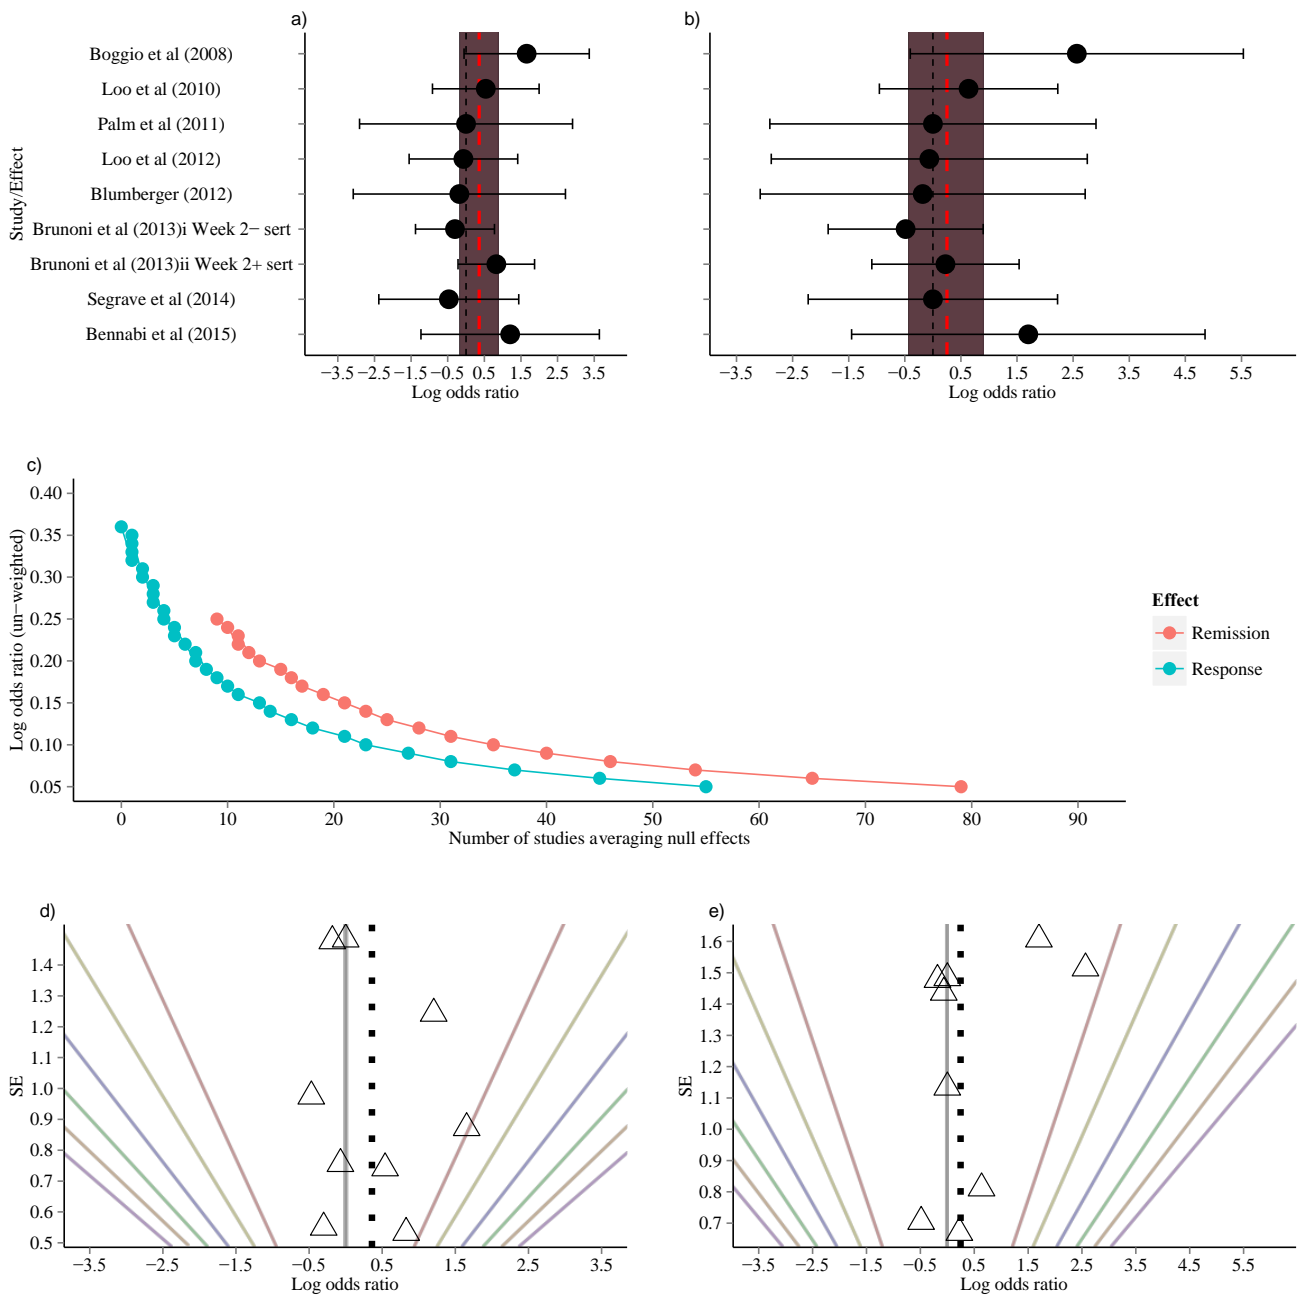 a)
b)
Study/Effect
Boggio et al (2008)
Loo et al (2010)
Palm et al (2011)
Loo et al (2012)
Blumberger (2012)
Brunoni et al (2013)i Week 2− sert
Brunoni et al (2013)ii Week 2+ sert
Segrave et al (2014)
Bennabi et al (2015)
−3.5 −2.5 −1.5 −0.5 0.5 1.5 2.5 3.5
Log odds ratio
−3.5 −2.5 −1.5 −0.5 0.5 1.5 2.5 3.5 4.5 5.5
Log odds ratio
c)
Log odds ratio (un−weighted)
0.40
0.35
0.30
0.25
0.20
0.15
0.10
0.05
0 10 20 30 40 50 60 70 80 90
Number of studies averaging null effects
Effect
Remission
Response
d)
SE
1.4
1.3
1.2
1.1
1.0
0.9
0.8
0.7
0.6
0.5
−3.5 −2.5 −1.5 −0.5 0.5 1.5 2.5 3.5
Log odds ratio
e)
SE
1.6
1.5
1.4
1.3
1.2
1.1
1.0
0.9
0.8
0.7
−3.5 −2.5 −1.5 −0.5 0.5 1.5 2.5 3.5 4.5 5.5
Log odds ratio